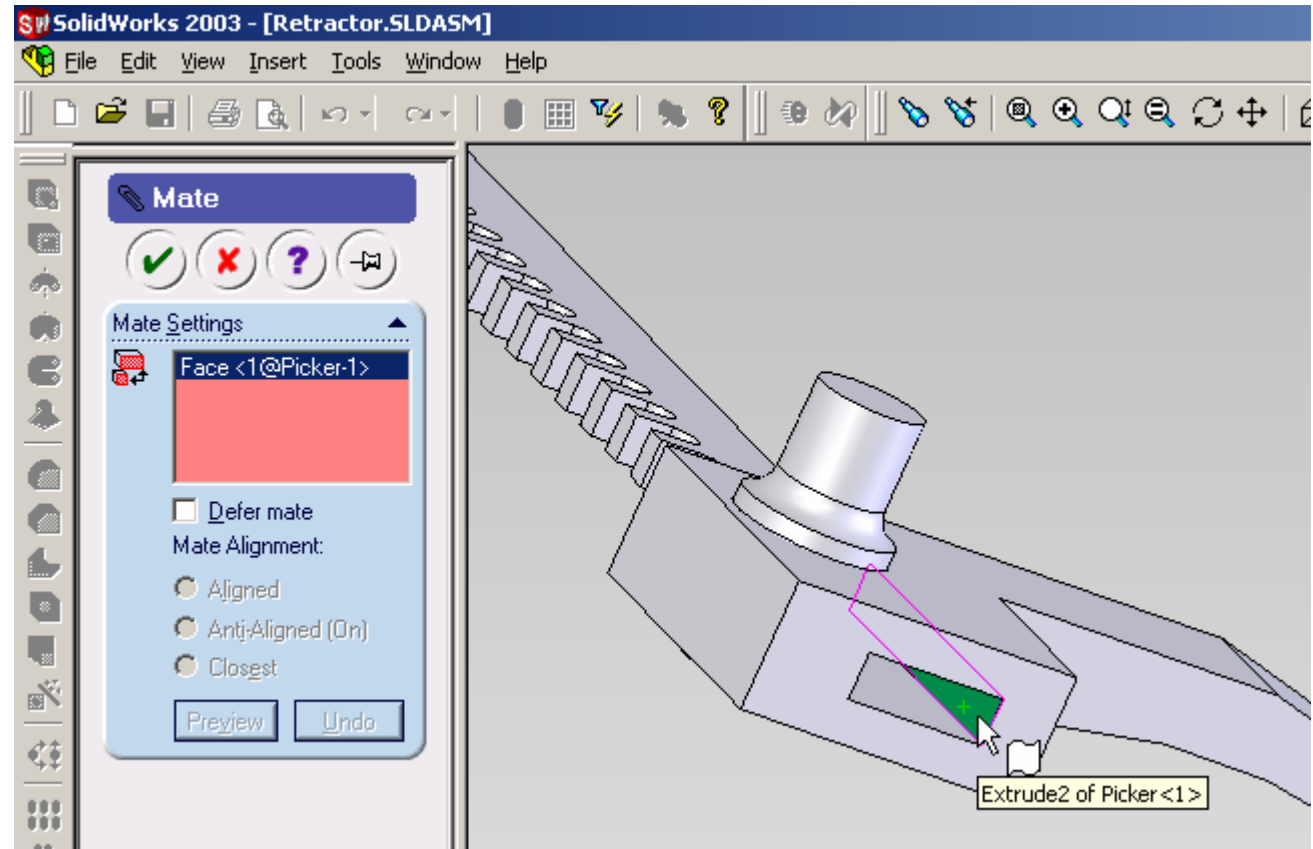 SW SolidWorks 2003 - [Retractor.SLDASM]
File Edit View Insert Tools Window Help
Mate
Mate Settings
Face <1@Picker-1>
Defer mate
Mate Alignment:
Aligned
Anti-Aligned (On)
Closest
Preview Undo
Extrude2 of Picker<1>